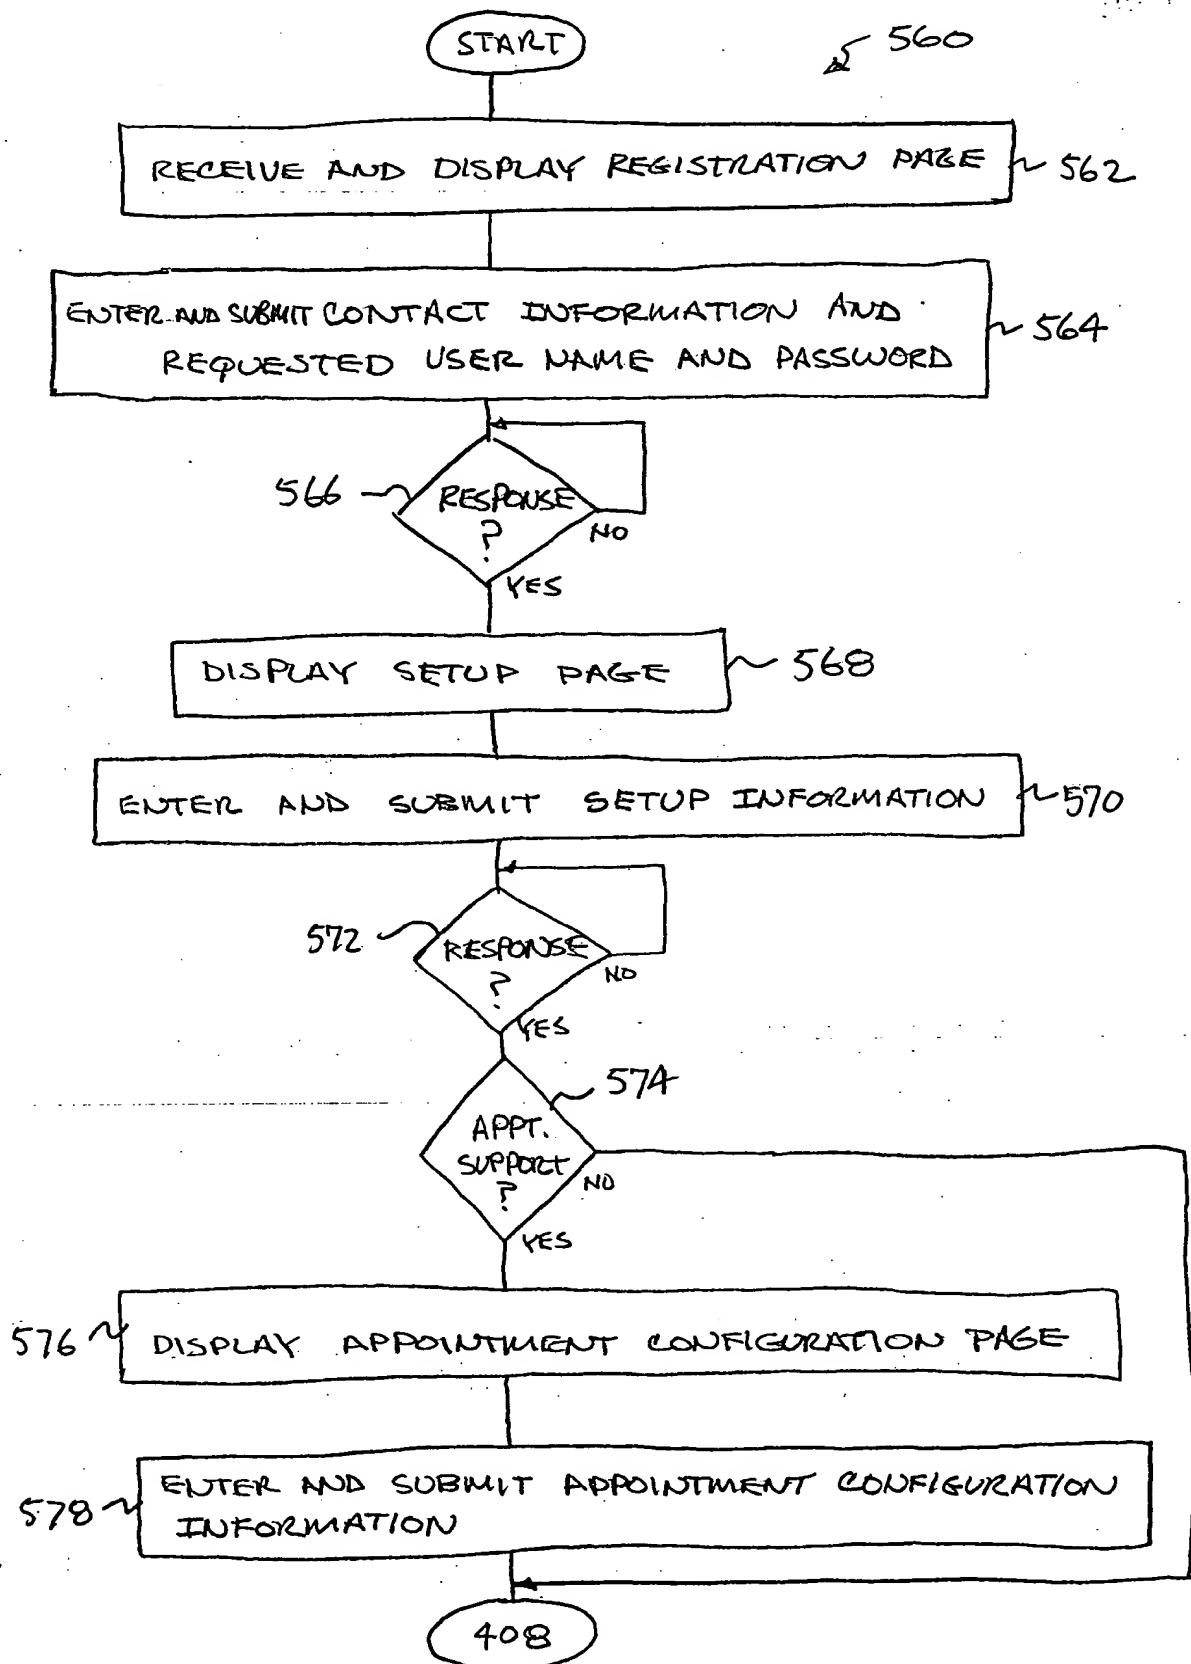 START
560
RECEIVE AND DISPLAY REGISTRATION PAGE
562
ENTER AND SUBMIT CONTACT INFORMATION AND
REQUESTED USER NAME AND PASSWORD
564
566
RESPONSE
?
NO
YES
DISPLAY SETUP PAGE
568
ENTER AND SUBMIT SETUP INFORMATION
570
572
RESPONSE
?
NO
YES
574
APPT.
SUPPORT
?
NO
YES
576
DISPLAY APPOINTMENT CONFIGURATION PAGE
578
ENTER AND SUBMIT APPOINTMENT CONFIGURATION
INFORMATION
408